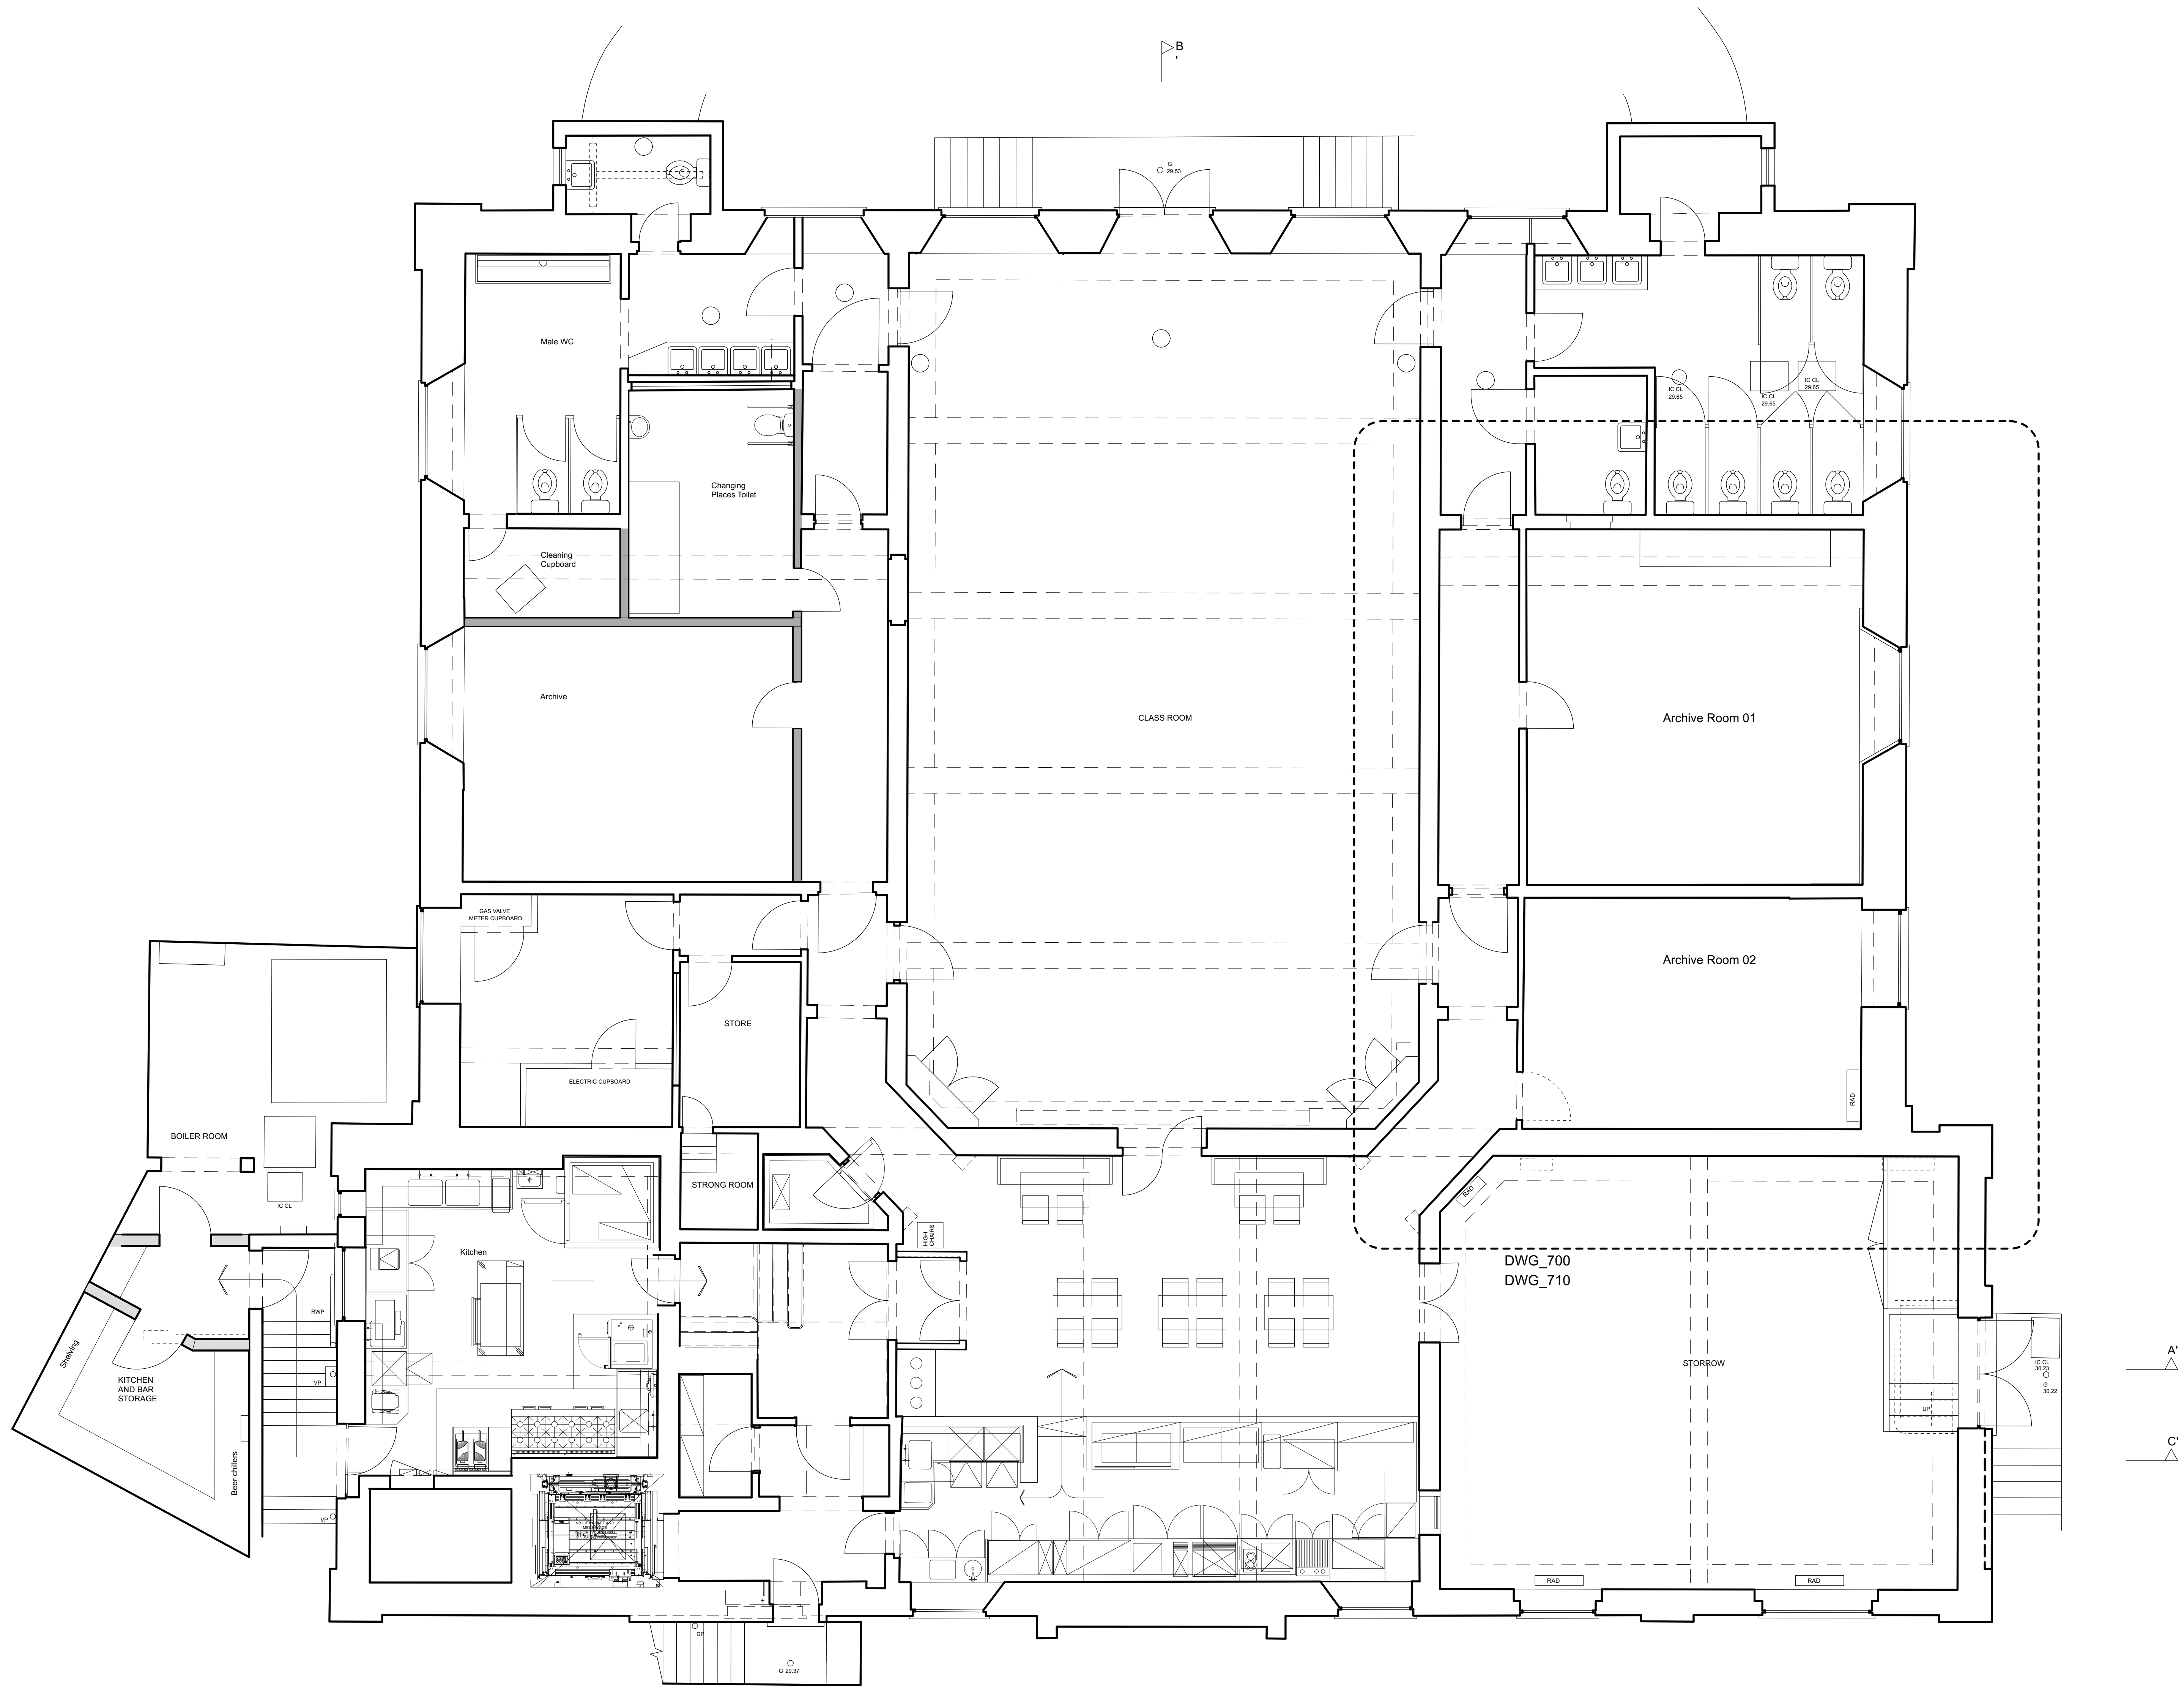 B
'
G
29.53
Male WC
IC CL
29.65
IC CL
29.65
IC CL
29.65
Changing
Places Toilet
Cleaning
Cupboard
Archive
CLASS ROOM
Archive Room 01
GAS VALVE
METER CUPBOARD
Archive Room 02
STORE
ELECTRIC CUPBOARD
RAD
BOILER ROOM
STRONG ROOM
RAD
IC CL
HIGH
CHAIRS
Kitchen
DWG_700
DWG_710
RWP
Shelving
KITCHEN
AND BAR
STORAGE
VP
STORROW
IC CL
30.23
G
30.22
A'
UP
C'
Beer chillers
VP
RAD
RAD
DP
G 29.37